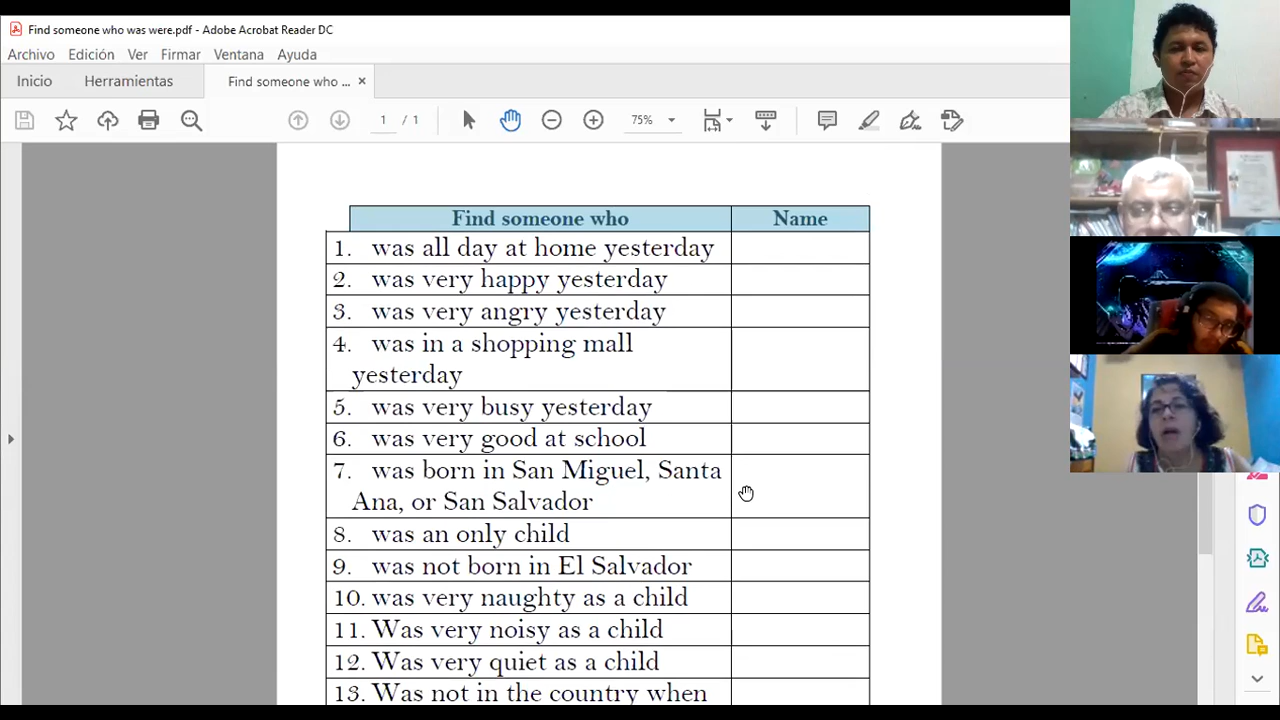 Find someone who was were.pdf - Adobe Acrobat Reader DC
Archivo Edición Ver Firmar Ventana Ayuda
Inicio Herramientas Find someone who ... ×
1 / 1 75%
Find someone who Name
1. was all day at home yesterday
2. was very happy yesterday
3. was very angry yesterday
4. was in a shopping mall
yesterday
5. was very busy yesterday
6. was very good at school
7. was born in San Miguel, Santa
Ana, or San Salvador
8. was an only child
9. was not born in El Salvador
10. was very naughty as a child
11. Was very noisy as a child
12. Was very quiet as a child
13. Was not in the country when